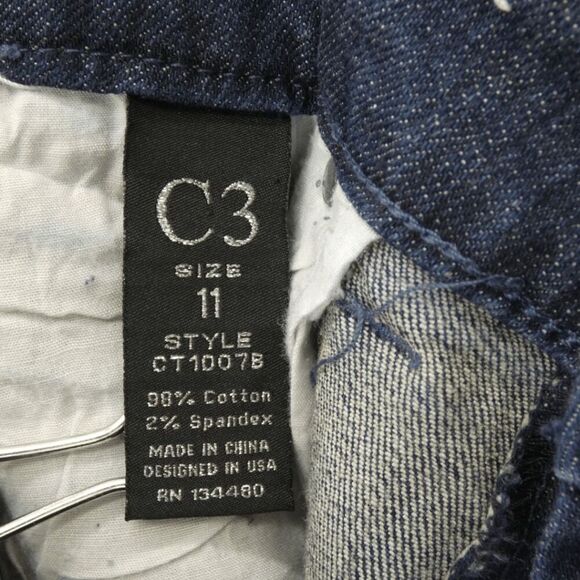 C3
SIZE
11
STYLE
CT1007B
98% Cotton
2% Spandex
MADE IN CHINA
DESIGNED IN USA
RN 134480